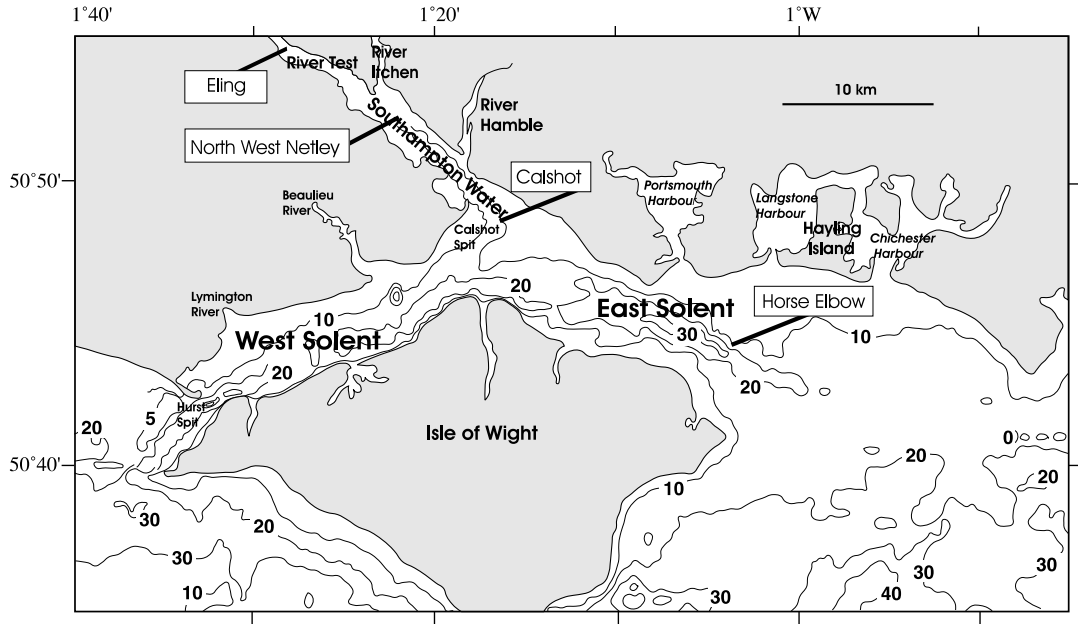 1°40'
1°20'
1°W
River Test
River
Itchen
Eling
10 km
Southampton Water
River
Hamble
North West Netley
Calshot
50°50'
Portsmouth
Harbour
Beaulieu
River
Langstone
Harbour
Hayling
Island
Calshot
Spit
Chichester
Harbour
20
Lymington
River
East Solent
Horse Elbow
10
30
10
West Solent
20
20
Hurst
Spit
5
20
Isle of Wight
0
20
50°40'
20
10
30
20
30
30
30
10
30
40